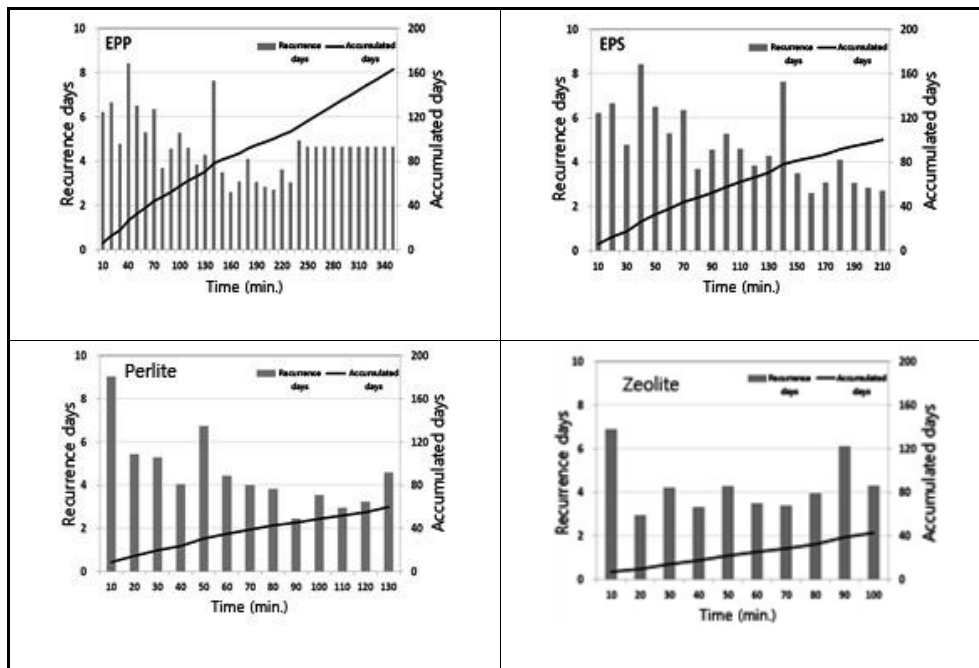 EPP
Recurrence days
Accumulated days
10
8
6
4
2
0
200
160
120
80
40
0
Recurrence days
Accumulated days
10 40 70 100 130 160 190 220 250 280 310 340
Time (min.)
EPS
Recurrence days
Accumulated days
10
8
6
4
2
0
200
160
120
80
40
0
Recurrence days
Accumulated days
10 30 50 70 90 110 130 150 170 190 210
Time (min.)
Perlite
Recurrence days
Accumulated days
10
8
6
4
2
0
200
160
120
80
40
0
Recurrence days
Accumulated days
10 20 30 40 50 60 70 80 90 100 110 120 130
Time (min.)
Zeolite
Recurrence days
Accumulated days
10
8
6
4
2
0
200
160
120
80
40
0
Recurrence days
Accumulated days
10 20 30 40 50 60 70 80 90 100
Time (min.)